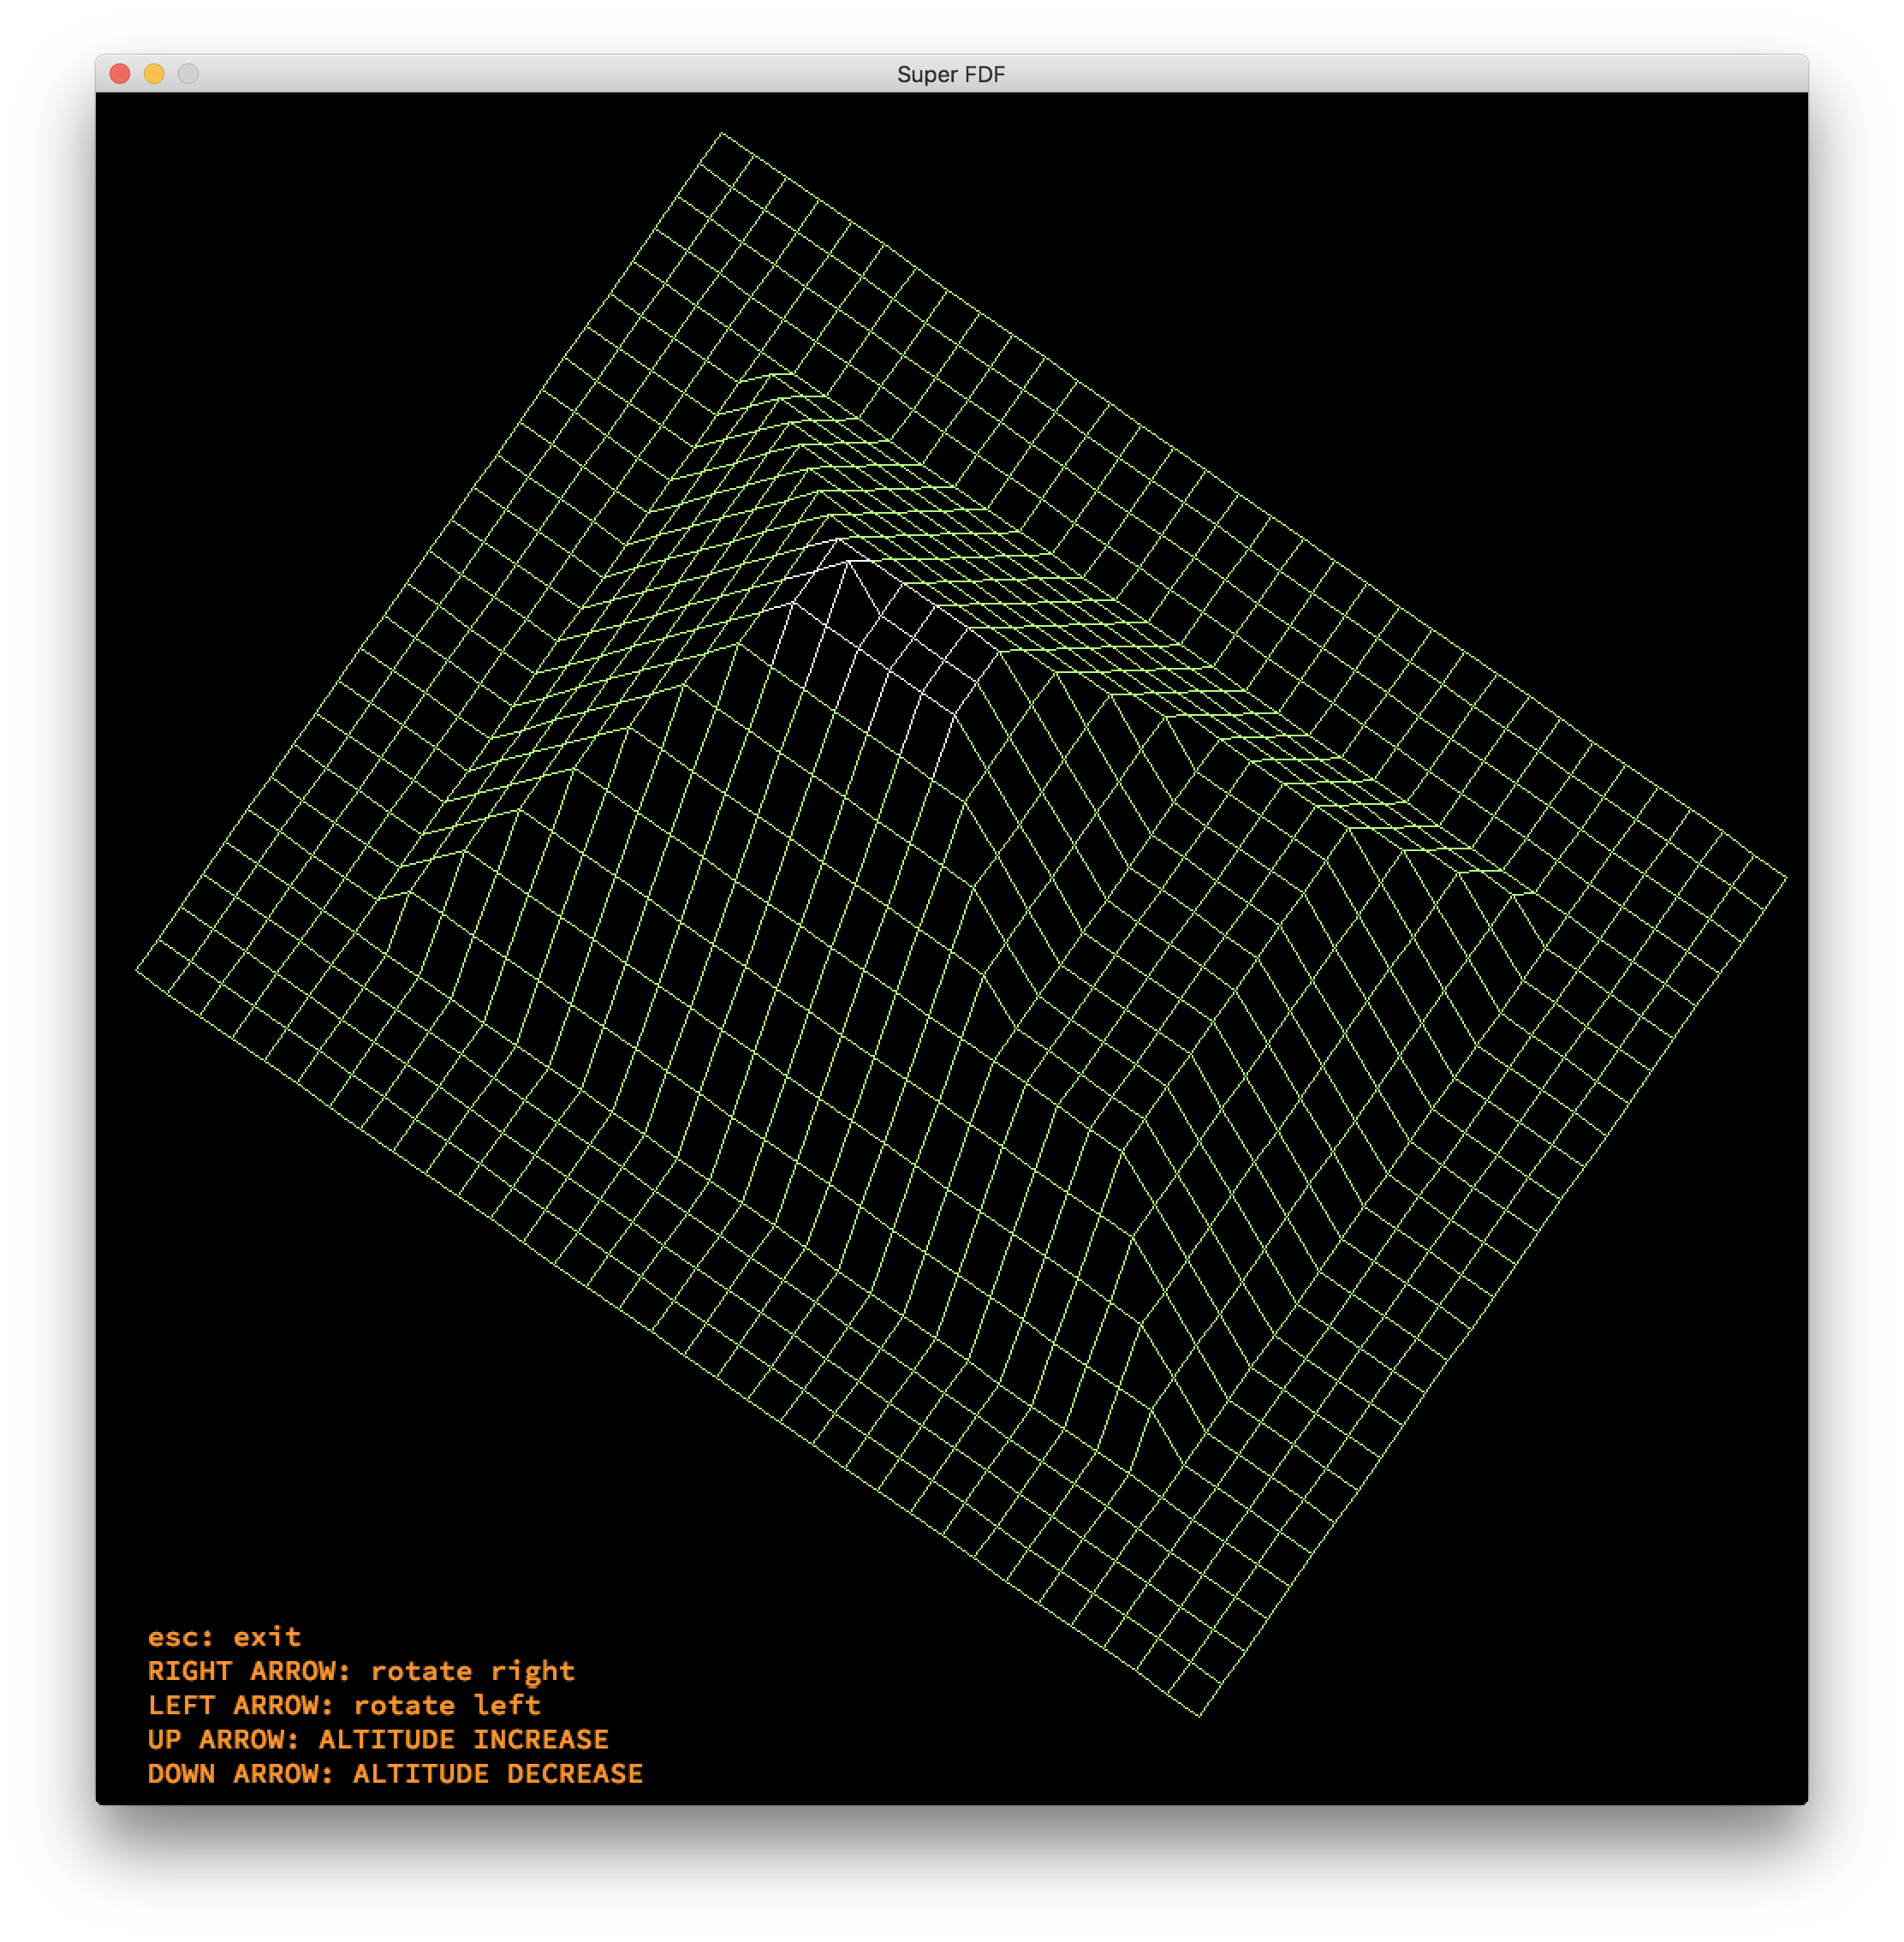 Super FDF
esc: exit
RIGHT ARROW: rotate right
LEFT ARROW: rotate left
UP ARROW: ALTITUDE INCREASE
DOWN ARROW: ALTITUDE DECREASE